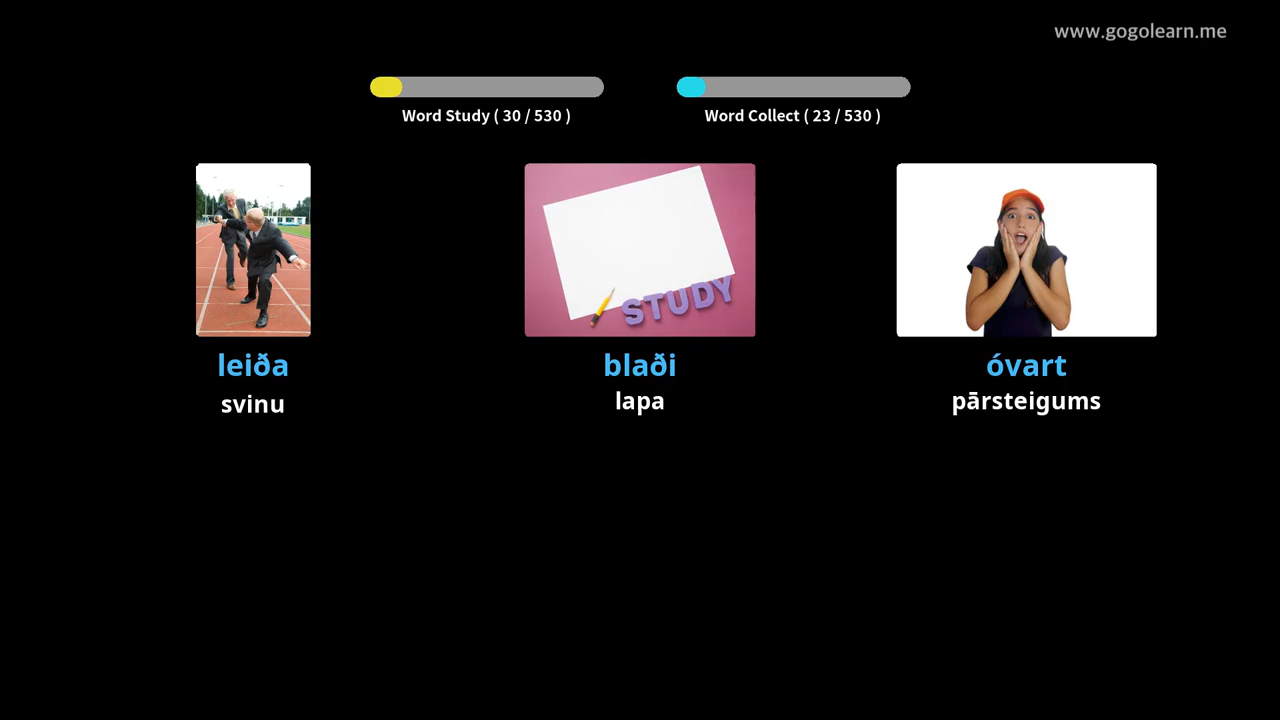 www.gogolearn.me
Word Study ( 30 / 530 )
Word Collect ( 23 / 530 )
STUDY
leiða
blaði
óvart
svinu
lapa
pārsteigums